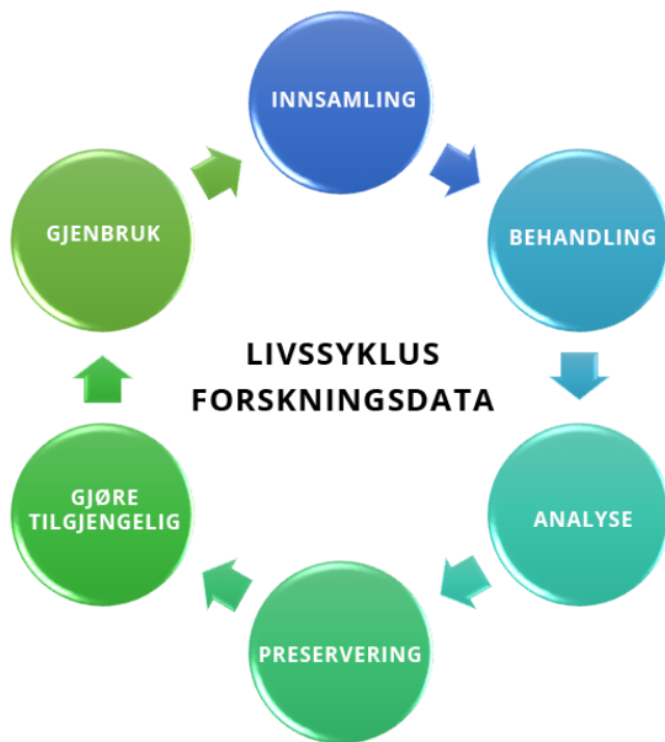 INNSAMLING
BEHANDLING
ANALYSE
PRESERVERING
GJØRE
TILGJENGELIG
GJENBRUK
LIVSSYKLUS
FORSKNINGSDATA